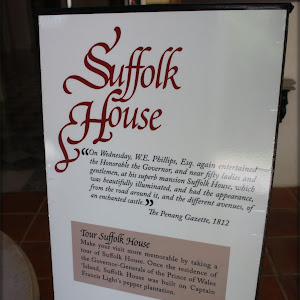 Suffolk
House
"On Wednesday, W.E. Phillips, Esq. again entertained
the Honorable the Governor, and near fifty ladies and
gentlemen, at his superb mansion Suffolk House, which
was beautifully illuminated, and had the appearance,
from the road around it, and the different avenues, of
an enchanted castle."
The Penang Gazette, 1812
Tour Suffolk House
Make your visit more memorable by taking a
tour of Suffolk House. Once the residence of
the Governor-Generals of the Prince of Wales
Island, Suffolk House was built on Captain
Francis Light's pepper plantation.